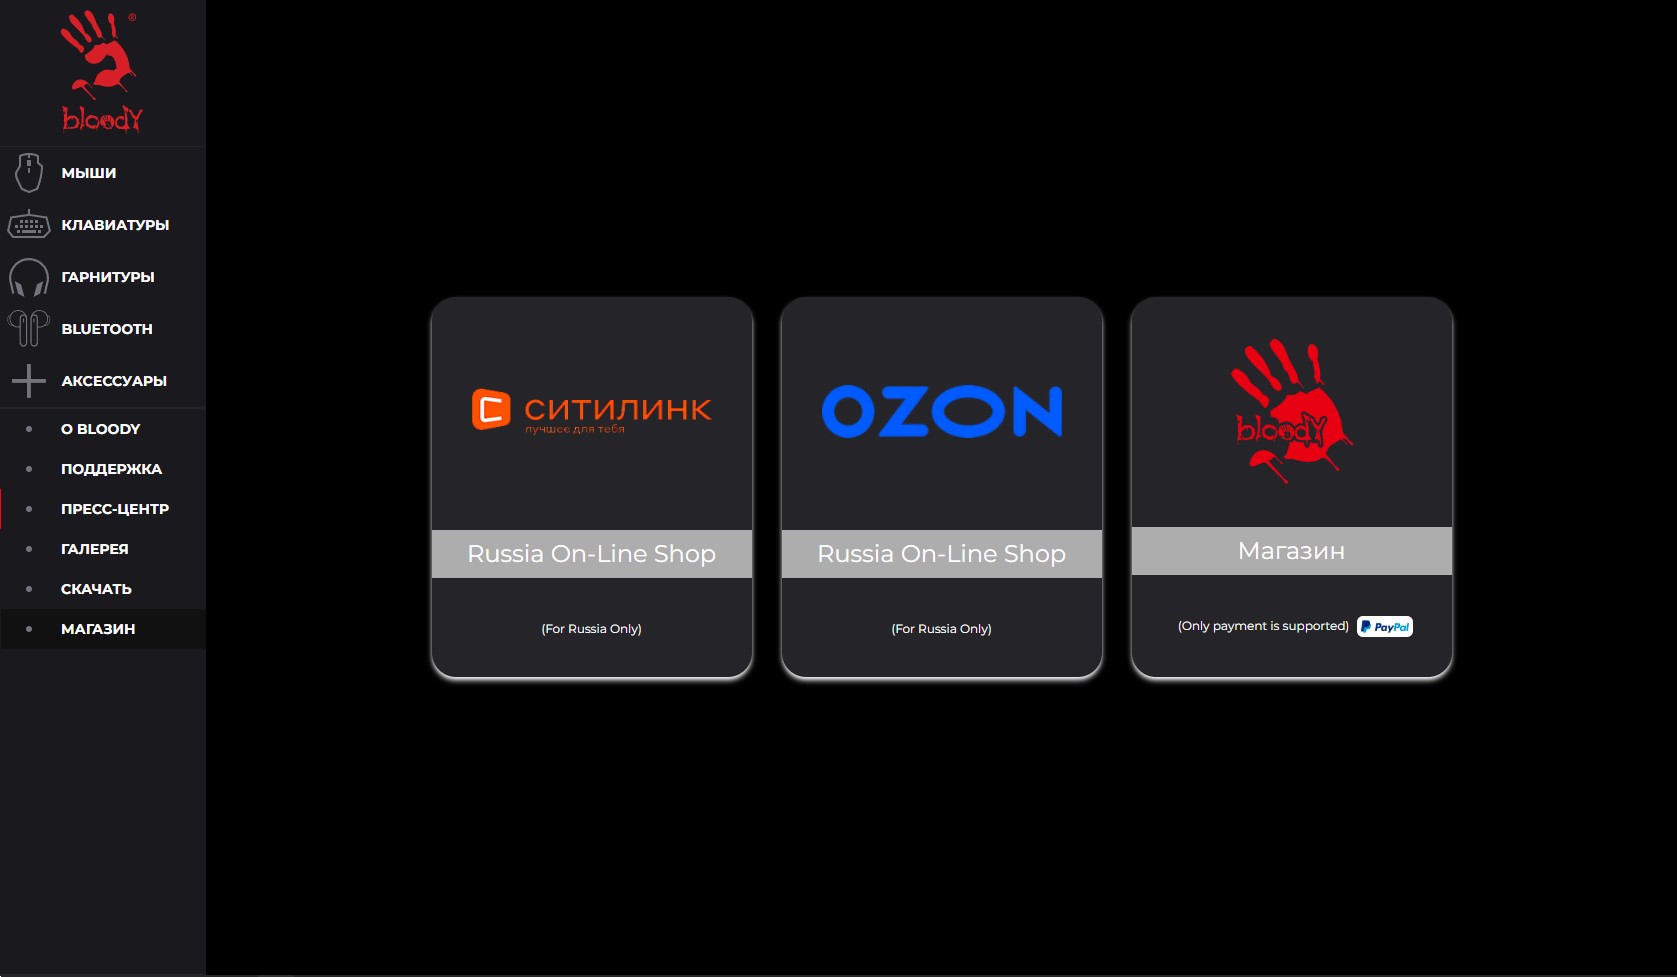 ®
bloody
МЫШИ
КЛАВИАТУРЫ
ГАРНИТУРЫ
BLUETOOTH
АКСЕССУАРЫ
О BLOODY
ПОДДЕРЖКА
ПРЕСС-ЦЕНТР
ГАЛЕРЕЯ
СКАЧАТЬ
МАГАЗИН
СИТИЛИНК
лучшее для тебя
Russia On-Line Shop
(For Russia Only)
OZON
Russia On-Line Shop
(For Russia Only)
bloody
Магазин
(Only payment is supported) PayPal